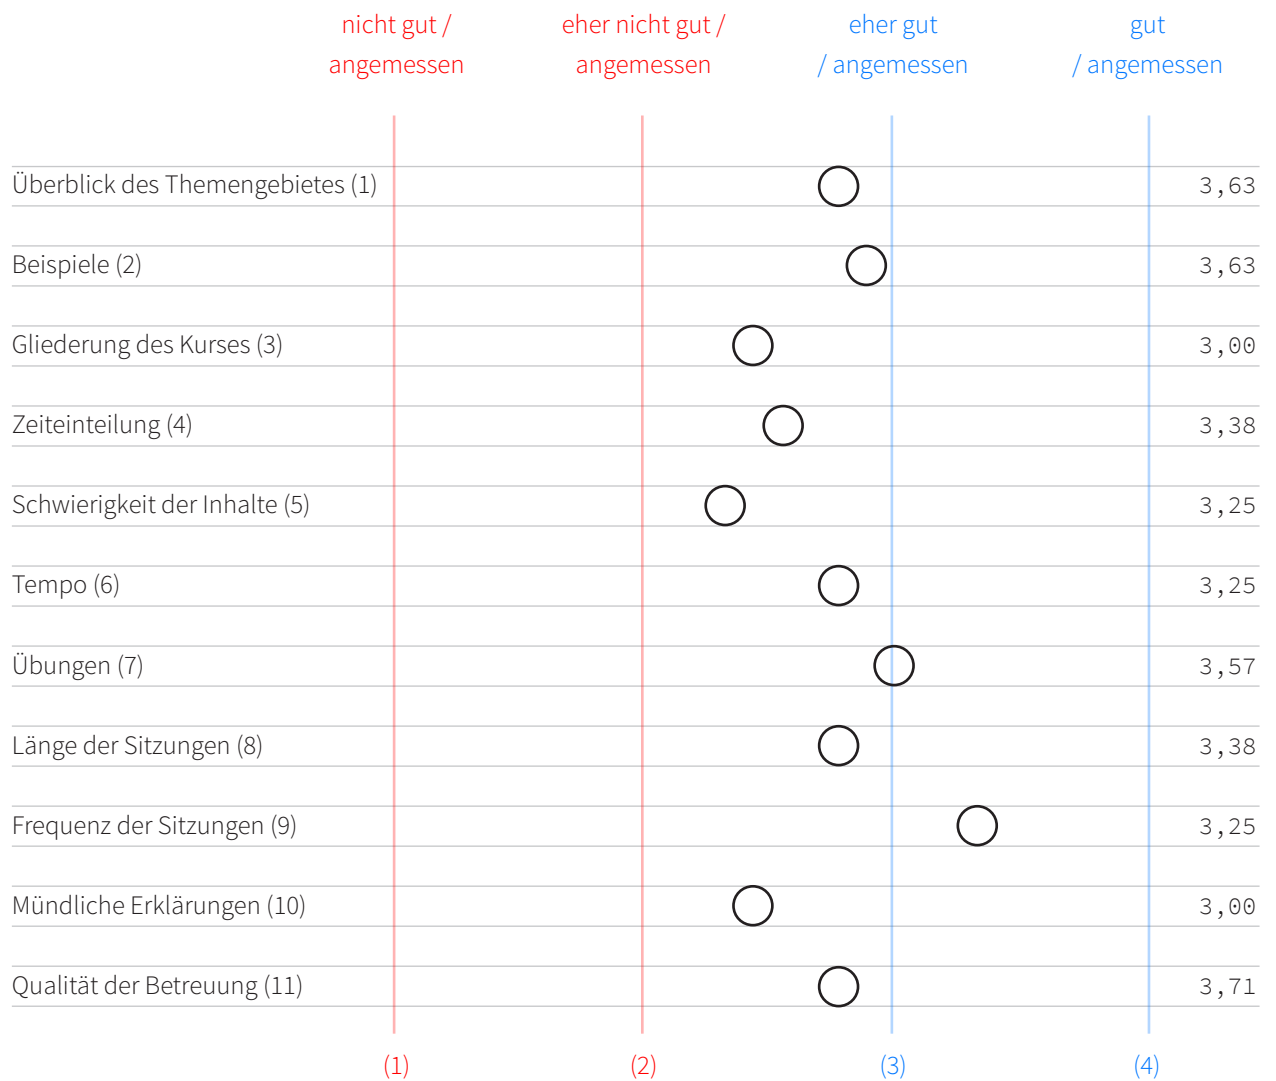 nicht gut / eher nicht gut / eher gut gut
angemessen angemessen / angemessen / angemessen
Überblick des Themengebietes (1) 3,63
Beispiele (2) 3,63
Gliederung des Kurses (3) 3,00
Zeiteinteilung (4) 3,38
Schwierigkeit der Inhalte (5) 3,25
Tempo (6) 3,25
Übungen (7) 3,57
Länge der Sitzungen (8) 3,38
Frequenz der Sitzungen (9) 3,25
Mündliche Erklärungen (10) 3,00
Qualität der Betreuung (11) 3,71
(1) (2) (3) (4)